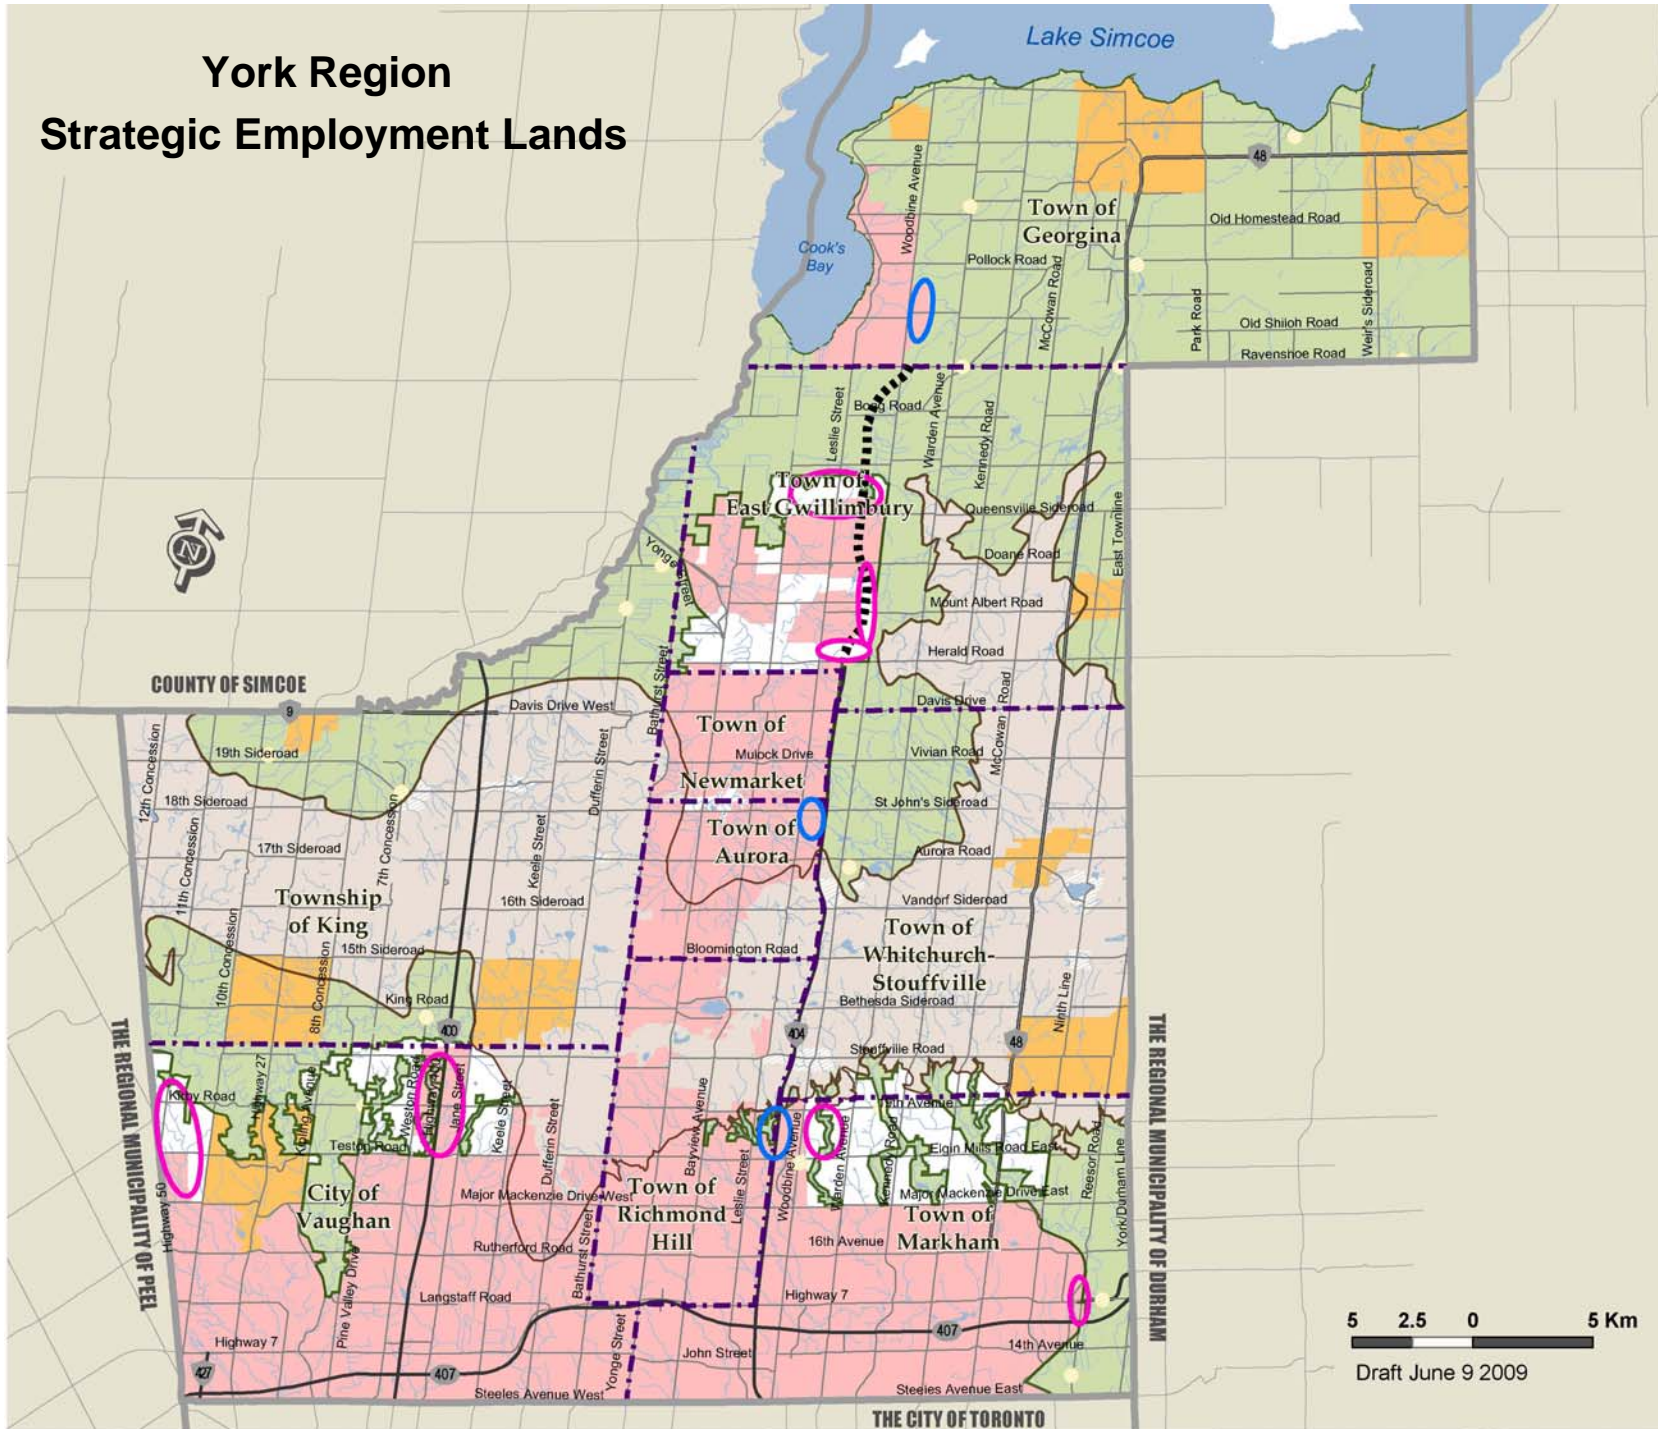 York Region
Strategic Employment Lands
Lake Simcoe
48
Woodbine Avenue
Town of
Georgina
Old Homestead Road
Cook's
Bay
Pollock Road
McCowan Road
Park Road
Weir's Sideroad
Old Shiloh Road
Ravenshoe Road
Leslie Street
Boag Road
Warden Avenue
Kennedy Road
Town of
East Gwillimbury
Queensville Sideroad
East Townline
N
Yonge Street
Doane Road
Mount Albert Road
Herald Road
COUNTY OF SIMCOE
9
Davis Drive West
Bathurst Street
Davis Drive
McCowan Road
12th Concession
19th Sideroad
Dufferin Street
Town of
Newmarket
Mulock Drive
Vivian Road
18th Sideroad
7th Concession
St John's Sideroad
11th Concession
17th Sideroad
Keele Street
Town of
Aurora
Aurora Road
Township
of King
16th Sideroad
Vandorf Sideroad
10th Concession
8th Concession
15th Sideroad
Bloomington Road
Town of
Whitchurch-
Stouffville
King Road
Bethesda Sideroad
Ninth Line
400
404
48
Stouffville Road
THE REGIONAL MUNICIPALITY OF PEEL
THE REGIONAL MUNICIPALITY OF DURHAM
Kirby Road
Highway 27
Kipling Avenue
Weston Road
Highway 400
Jane Street
Keele Street
Teston Road
Dufferin Street
Bayview Avenue
Leslie Street
Woodbine Avenue
Warden Avenue
Kennedy Road
19th Avenue
Elgin Mills Road East
Reesor Road
York/Durham Line
Highway 50
City of
Vaughan
Major Mackenzie Drive West
Town of
Richmond
Hill
Major Mackenzie Drive East
Town of
Markham
Rutherford Road
Bathurst Street
16th Avenue
Pine Valley Drive
Langstaff Road
Highway 7
Highway 7
407
14th Avenue
427
407
Yonge Street
John Street
Steeles Avenue West
Steeles Avenue East
THE CITY OF TORONTO
5 2.5 0 5 Km
Draft June 9 2009